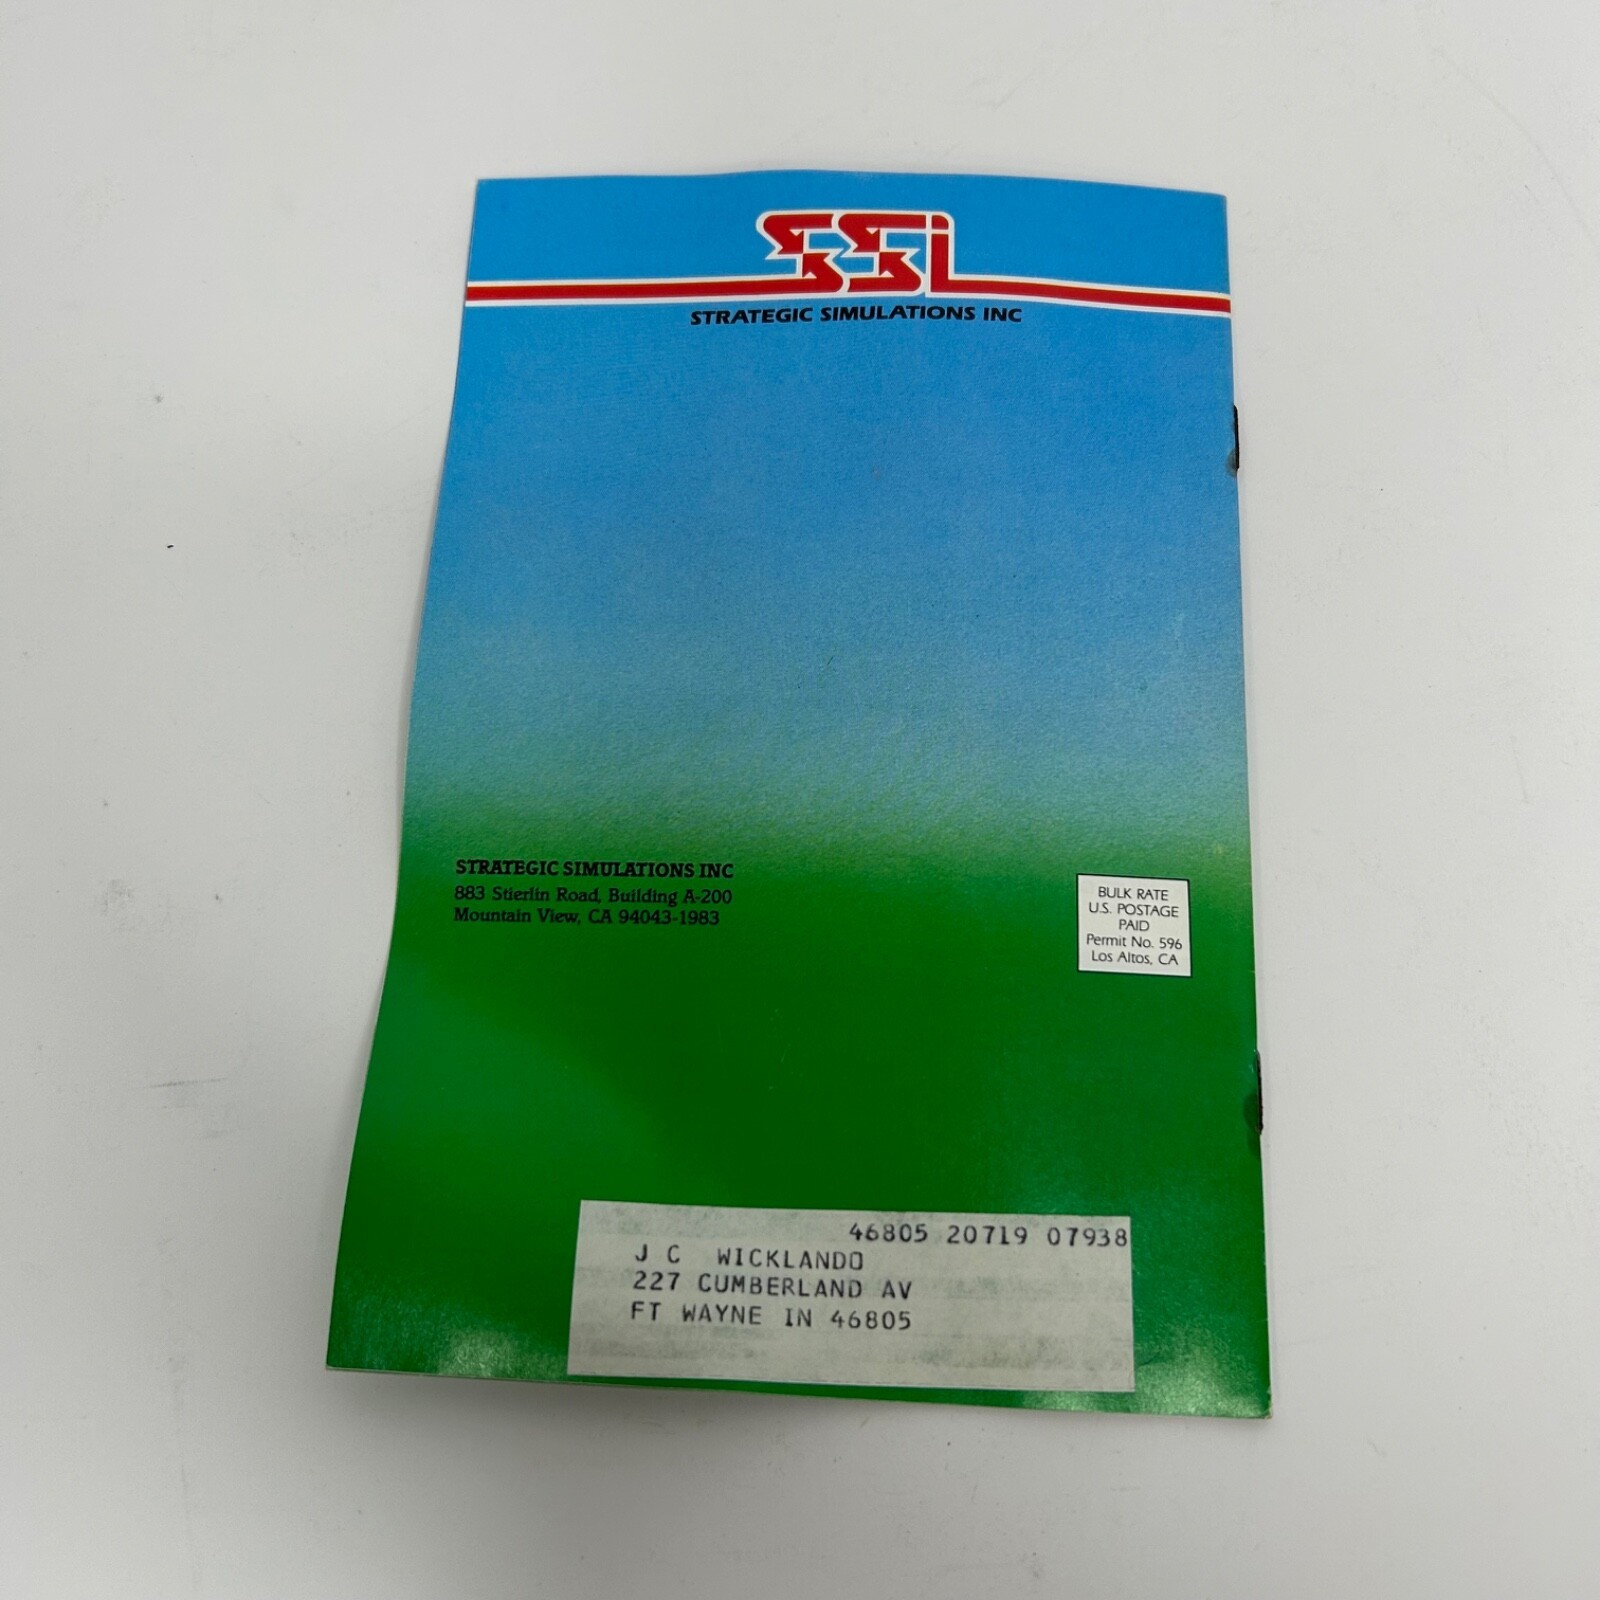 SSI
STRATEGIC SIMULATIONS INC
STRATEGIC SIMULATIONS INC
883 Stierlin Road, Building A-200
Mountain View, CA 94043-1983
BULK RATE
U.S. POSTAGE
PAID
Permit No. 596
Los Altos, CA
46805 20719 07938
J C WICKLANDO
227 CUMBERLAND AV
FT WAYNE IN 46805